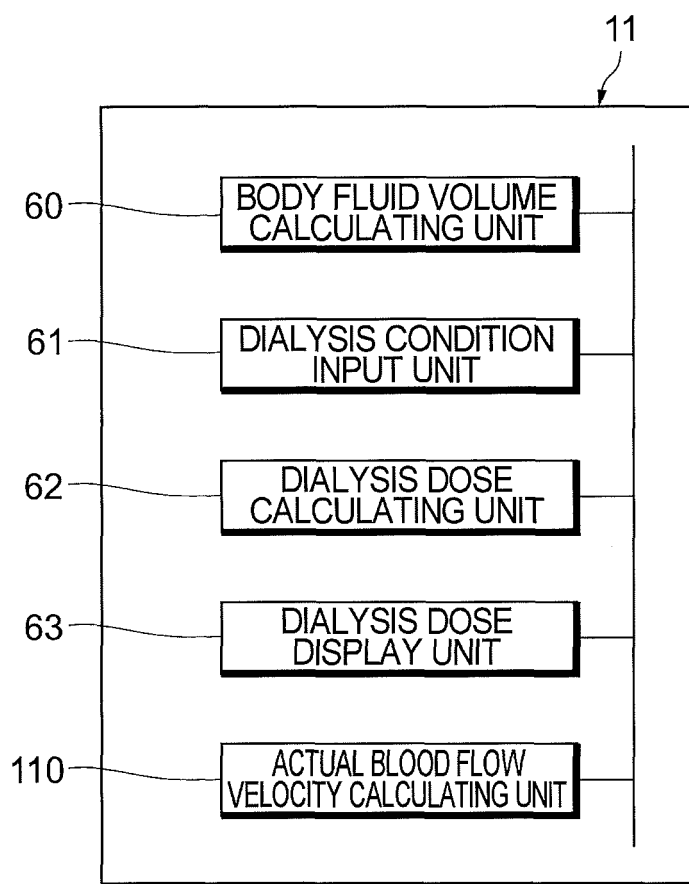 11
60
BODY FLUID VOLUME
CALCULATING UNIT
61
DIALYSIS CONDITION
INPUT UNIT
62
DIALYSIS DOSE
CALCULATING UNIT
63
DIALYSIS DOSE
DISPLAY UNIT
110
ACTUAL BLOOD FLOW
VELOCITY CALCULATING UNIT